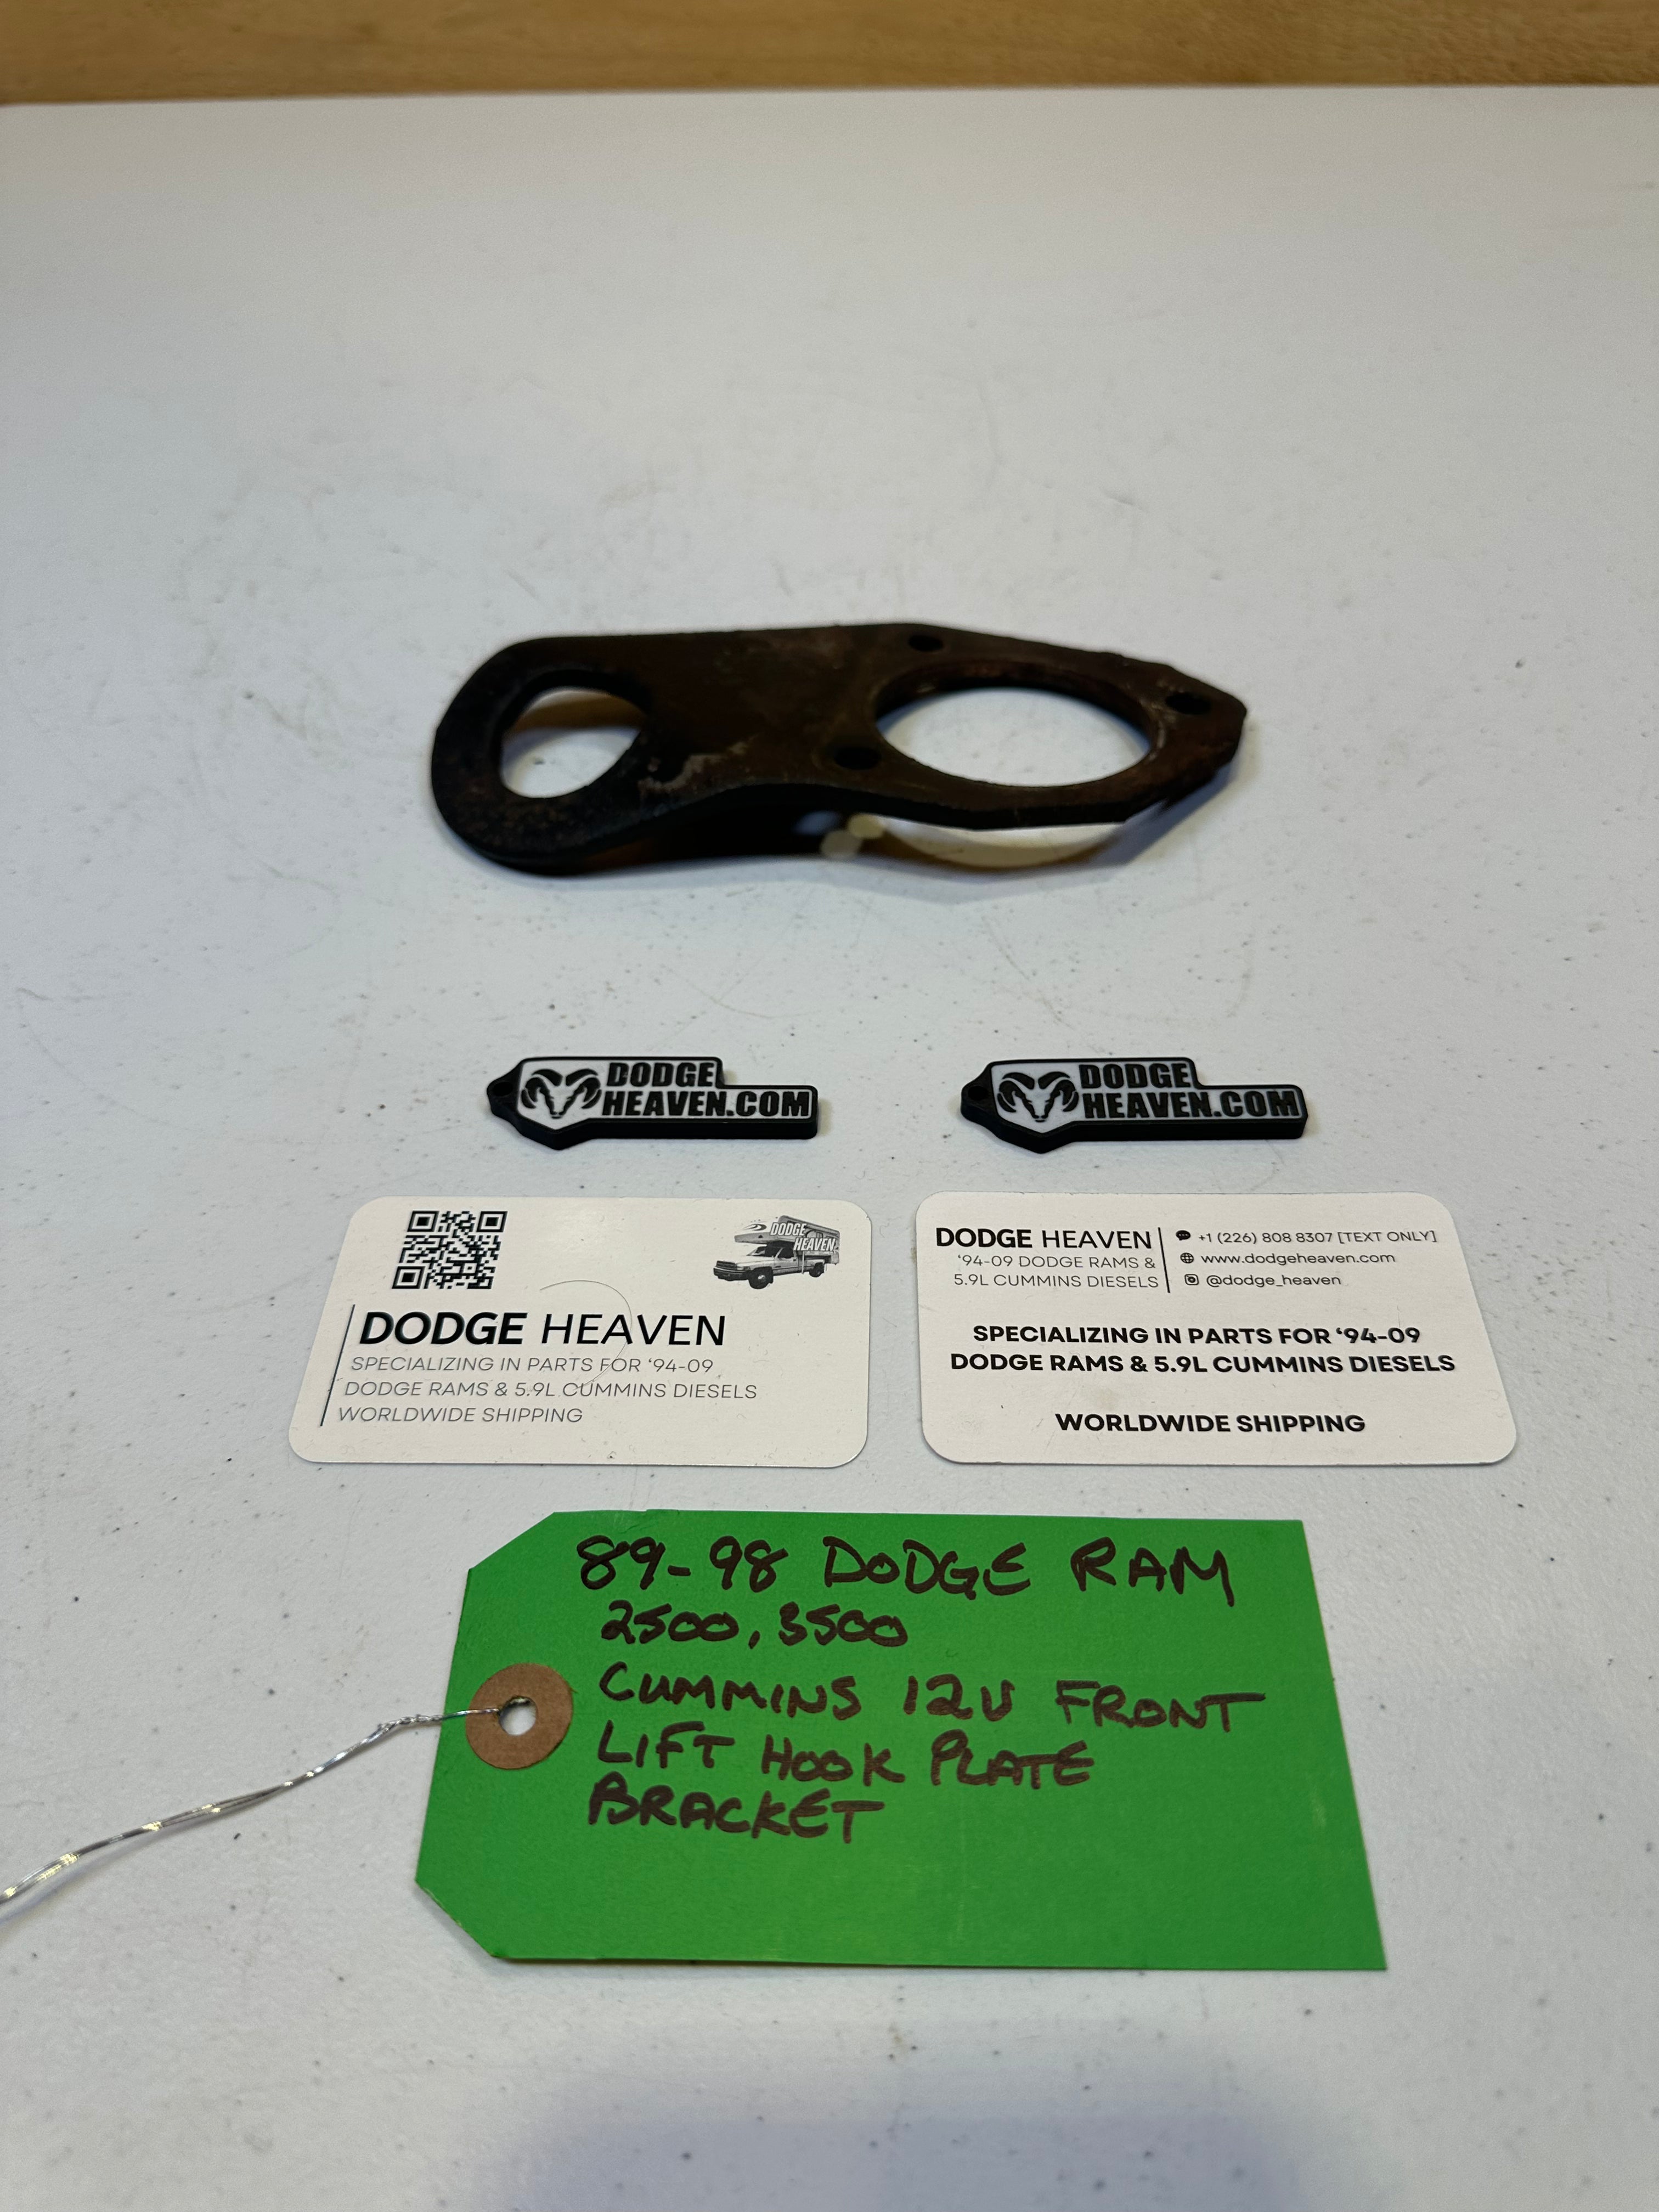 DODGE
HEAVEN.COM
DODGE
HEAVEN.COM
DODGE
HEAVEN
DODGE HEAVEN
SPECIALIZING IN PARTS FOR ‘94-09
DODGE RAMS & 5.9L CUMMINS DIESELS
WORLDWIDE SHIPPING
DODGE HEAVEN
‘94-09 DODGE RAMS &
5.9L CUMMINS DIESELS
+1 (226) 808 8307 [TEXT ONLY]
www.dodgeheaven.com
@dodge_heaven
SPECIALIZING IN PARTS FOR ‘94-09
DODGE RAMS & 5.9L CUMMINS DIESELS
WORLDWIDE SHIPPING
89-98 DODGE RAM
2500, 3500
CUMMINS 12V FRONT
LIFT HOOK PLATE
BRACKET